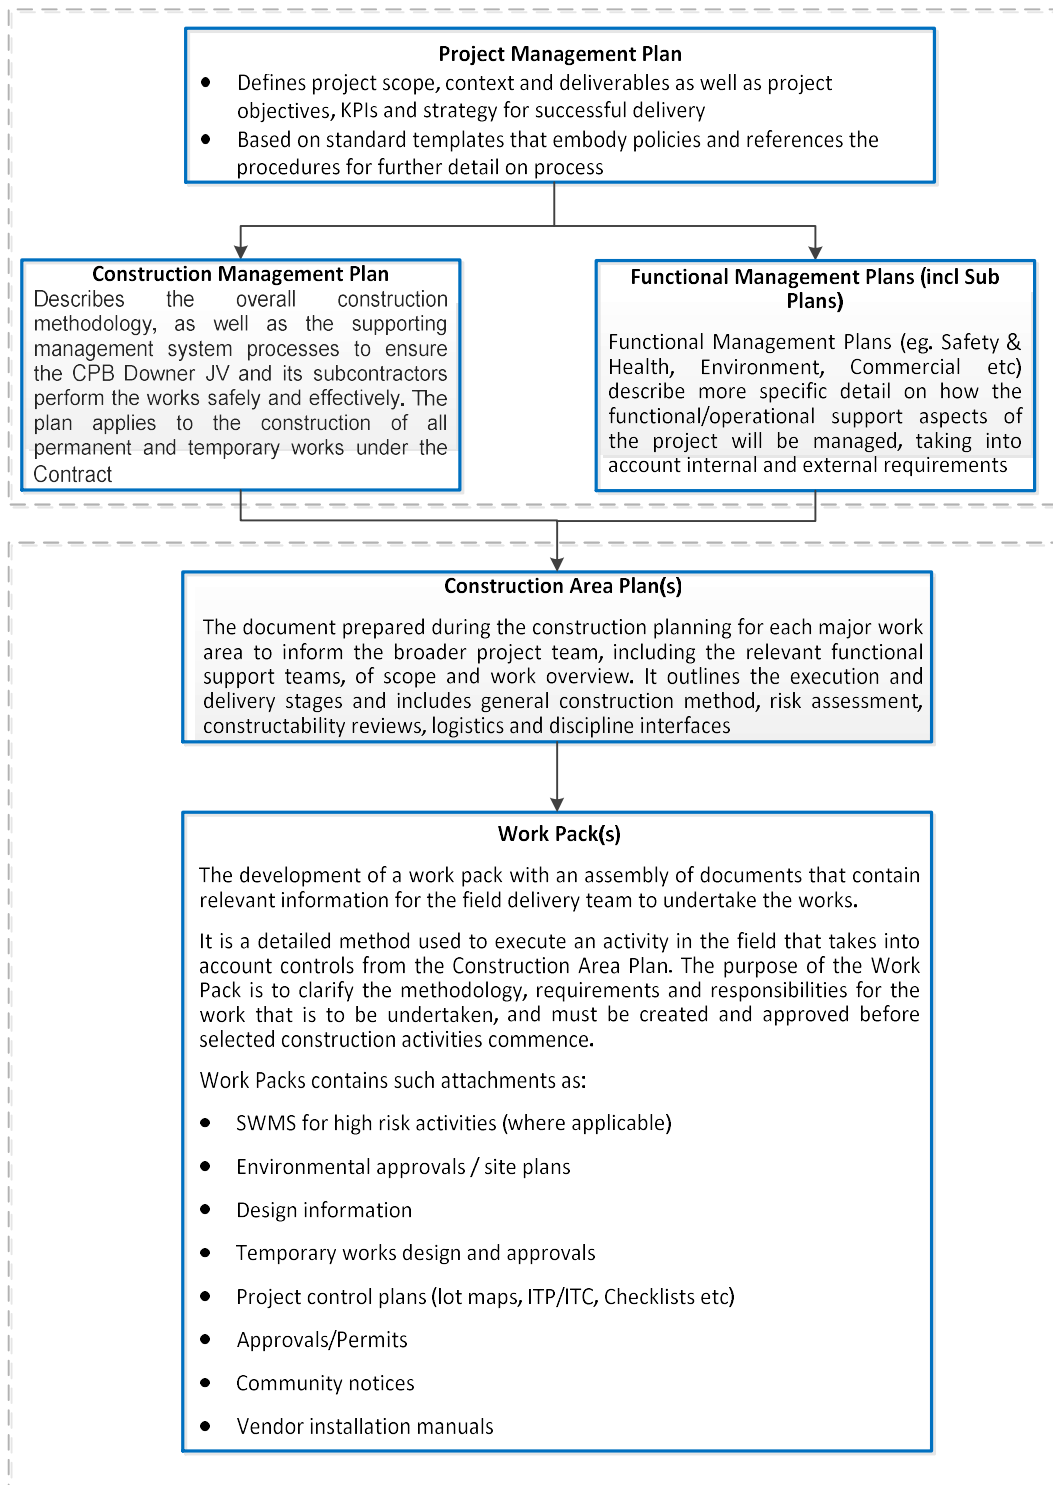 Project Management Plan
● Defines project scope, context and deliverables as well as project
objectives, KPIs and strategy for successful delivery
● Based on standard templates that embody policies and references the
procedures for further detail on process
Construction Management Plan
Describes the overall construction
methodology, as well as the supporting
management system processes to ensure
the CPB Downer JV and its subcontractors
perform the works safely and effectively. The
plan applies to the construction of all
permanent and temporary works under the
Contract
Functional Management Plans (incl Sub
Plans)
Functional Management Plans (eg. Safety &
Health, Environment, Commercial etc)
describe more specific detail on how the
functional/operational support aspects of
the project will be managed, taking into
account internal and external requirements
Construction Area Plan(s)
The document prepared during the construction planning for each major work
area to inform the broader project team, including the relevant functional
support teams, of scope and work overview. It outlines the execution and
delivery stages and includes general construction method, risk assessment,
constructability reviews, logistics and discipline interfaces
Work Pack(s)
The development of a work pack with an assembly of documents that contain
relevant information for the field delivery team to undertake the works.
It is a detailed method used to execute an activity in the field that takes into
account controls from the Construction Area Plan. The purpose of the Work
Pack is to clarify the methodology, requirements and responsibilities for the
work that is to be undertaken, and must be created and approved before
selected construction activities commence.
Work Packs contains such attachments as:
● SWMS for high risk activities (where applicable)
● Environmental approvals / site plans
● Design information
● Temporary works design and approvals
● Project control plans (lot maps, ITP/ITC, Checklists etc)
● Approvals/Permits
● Community notices
● Vendor installation manuals